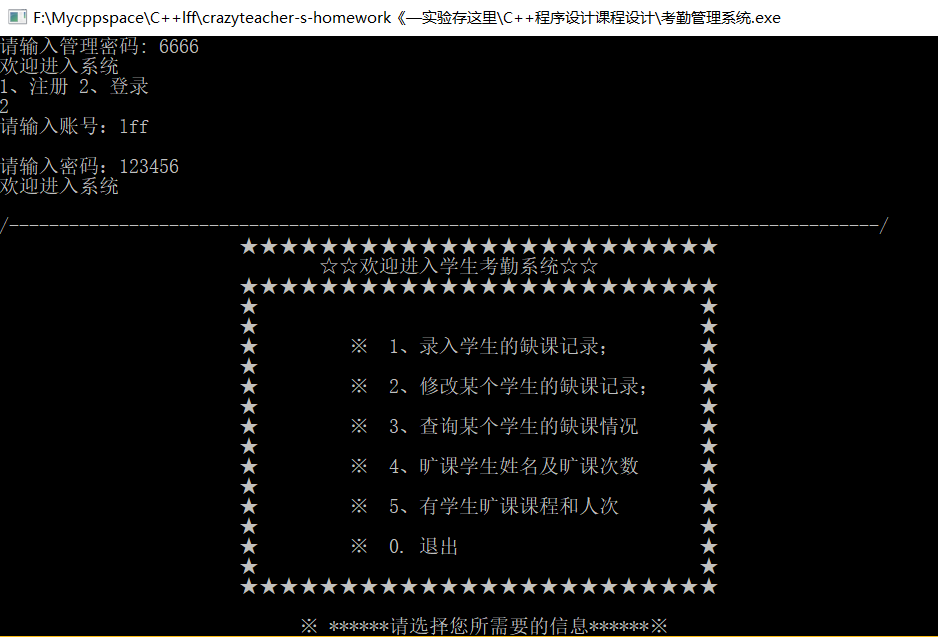 F:\Mycppspace\C++lff\crazyteacher-s-homework《—实验存这里\C++程序设计课程设计\考勤管理系统.exe
请输入管理密码: 6666
欢迎进入系统
1、注册 2、登录
2
请输入账号：lff
请输入密码：123456
欢迎进入系统
/---------------------------------------------------------------------------------------/
★★★★★★★★★★★★★★★★★★★★★★★★
☆☆欢迎进入学生考勤系统☆☆
★★★★★★★★★★★★★★★★★★★★★★★★
★ ★
★ ★
★ ※ 1、录入学生的缺课记录; ★
★ ★
★ ※ 2、修改某个学生的缺课记录; ★
★ ★
★ ※ 3、查询某个学生的缺课情况 ★
★ ★
★ ※ 4、旷课学生姓名及旷课次数 ★
★ ★
★ ※ 5、有学生旷课课程和人次 ★
★ ★
★ ※ 0. 退出 ★
★ ★
★★★★★★★★★★★★★★★★★★★★★★★★
※ ******请选择您所需要的信息******※